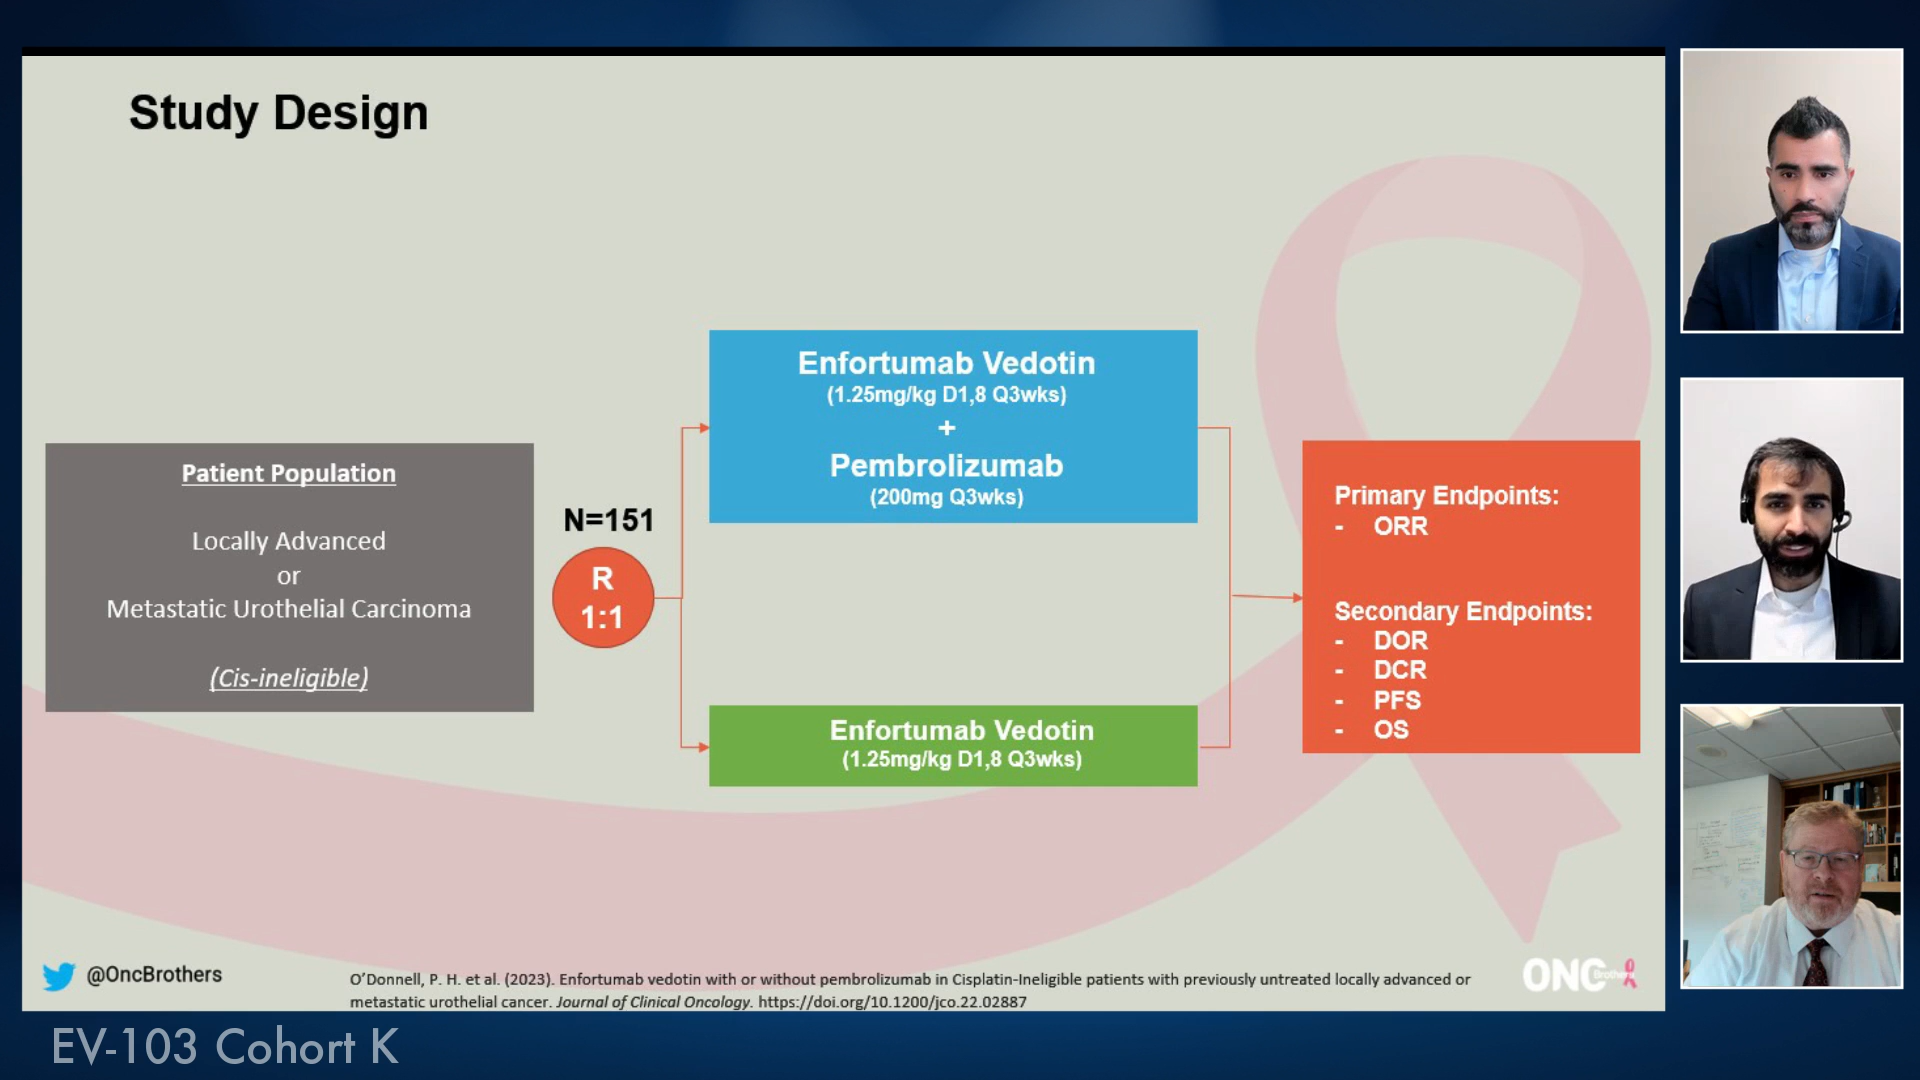 Study Design
Patient Population
Locally Advanced
or
Metastatic Urothelial Carcinoma
(Cis-ineligible)
N=151
R
1:1
Enfortumab Vedotin
(1.25mg/kg D1,8 Q3wks)
+
Pembrolizumab
(200mg Q3wks)
Enfortumab Vedotin
(1.25mg/kg D1,8 Q3wks)
Primary Endpoints:
- ORR
Secondary Endpoints:
- DOR
- DCR
- PFS
- OS
@OncBrothers
O'Donnell, P. H. et al. (2023). Enfortumab vedotin with or without pembrolizumab in Cisplatin-Ineligible patients with previously untreated locally advanced or
metastatic urothelial cancer. Journal of Clinical Oncology. https://doi.org/10.1200/jco.22.02887
ONC Brothers
EV-103 Cohort K